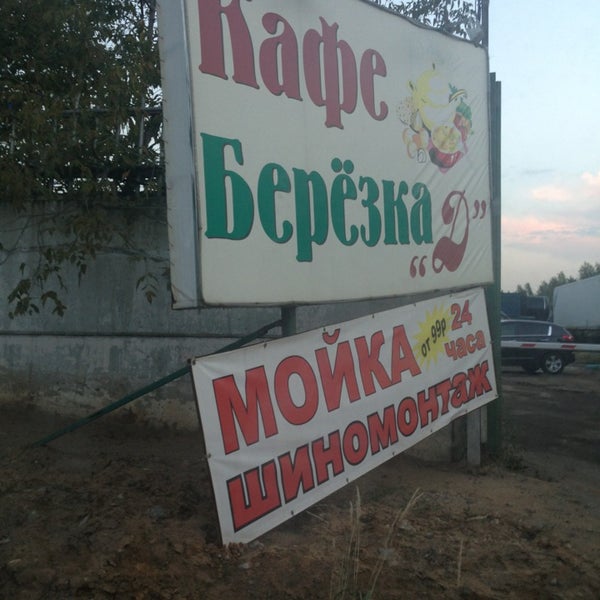 Кафе
Берёзка
"Д"
МОЙКА от 99р 24 часа
ШИНОМОНТАЖ